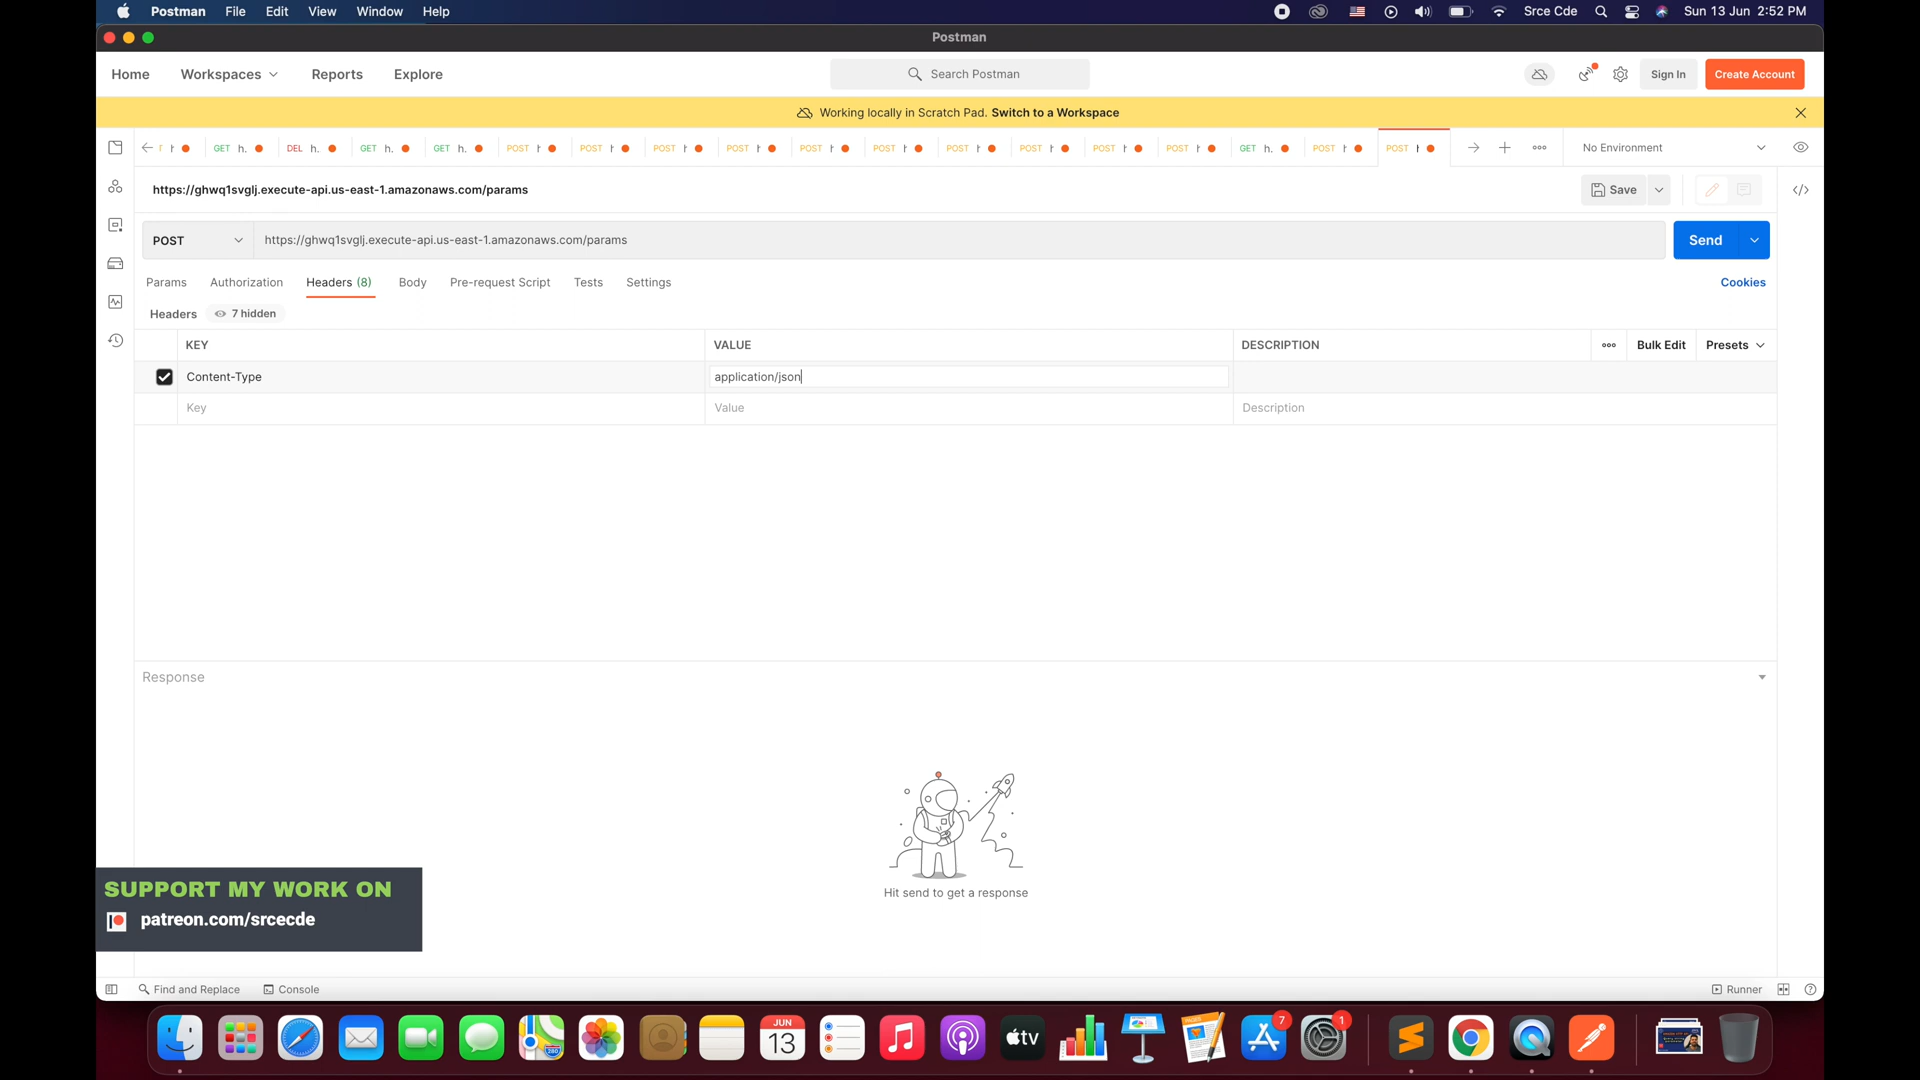 Postman File Edit View Window Help Srce Cde Sun 13 Jun 2:52 PM
Postman
Home Workspaces Reports Explore Search Postman Sign In Create Account
Working locally in Scratch Pad. Switch to a Workspace
GET h. DEL h. GET h. GET h. POST POST POST POST POST POST POST POST POST POST GET h. POST POST No Environment
https://ghwq1svglj.execute-api.us-east-1.amazonaws.com/params Save
POST https://ghwq1svglj.execute-api.us-east-1.amazonaws.com/params Send
Params Authorization Headers (8) Body Pre-request Script Tests Settings Cookies
Headers 7 hidden
KEY VALUE DESCRIPTION Bulk Edit Presets
Content-Type application/json
Key Value Description
Response
Hit send to get a response
SUPPORT MY WORK ON
patreon.com/srcecde
Find and Replace Console Runner
JUN 7 1
13 tv
280